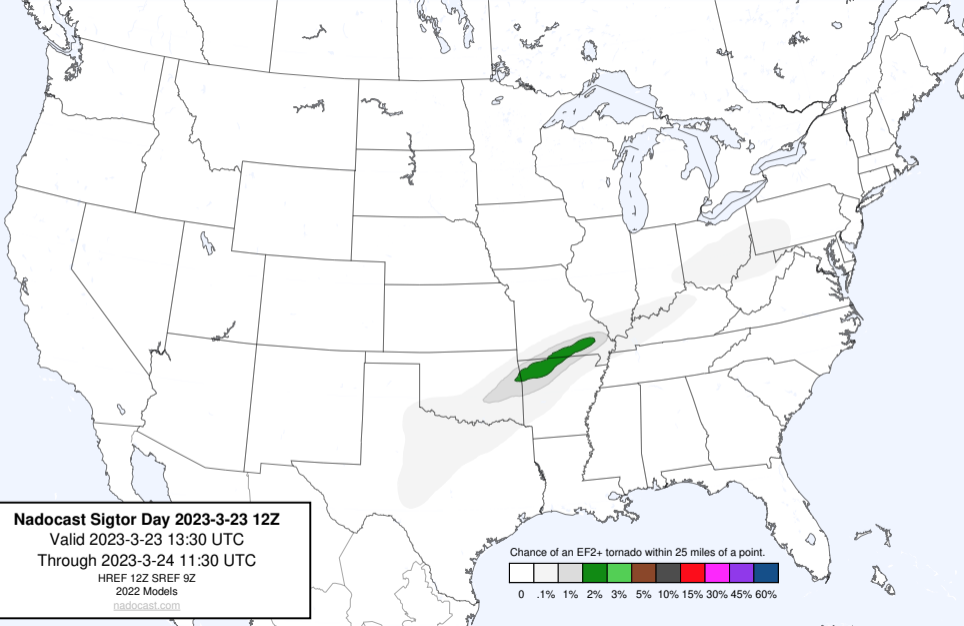 Nadocast Sigtor Day 2023-3-23 12Z
Valid 2023-3-23 13:30 UTC
Through 2023-3-24 11:30 UTC
HREF 12Z SREF 9Z
2022 Models
nadocast.com
Chance of an EF2+ tornado within 25 miles of a point.
0 .1% 1% 2% 3% 5% 10% 15% 30% 45% 60%